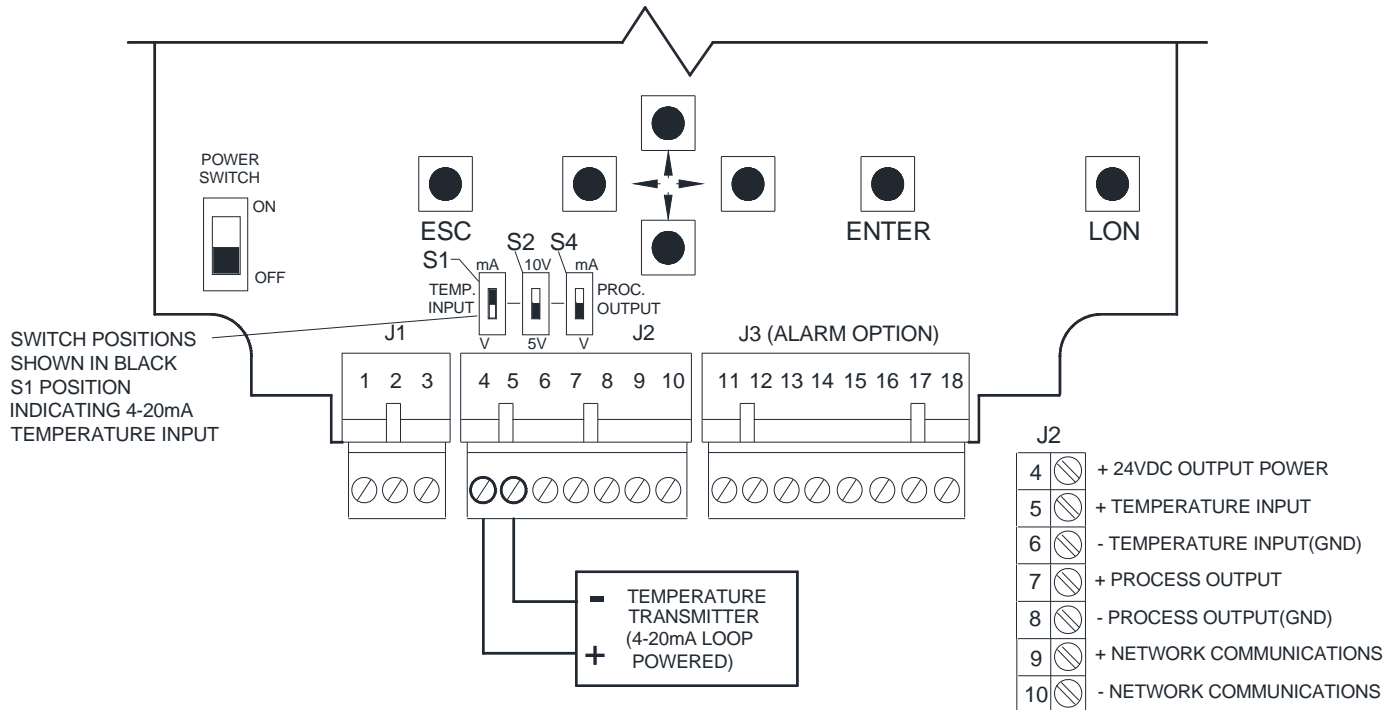 POWER
SWITCH
ON
OFF
ESC
ENTER
LON
S1
S2
S4
mA
10V
mA
TEMP.
INPUT
PROC.
OUTPUT
V
5V
V
SWITCH POSITIONS
SHOWN IN BLACK
S1 POSITION
INDICATING 4-20mA
TEMPERATURE INPUT
J1
J2
J3 (ALARM OPTION)
1 2 3
4 5 6 7 8 9 10
11 12 13 14 15 16 17 18
- TEMPERATURE
TRANSMITTER
(4-20mA LOOP
+ POWERED)
J2
4 + 24VDC OUTPUT POWER
5 + TEMPERATURE INPUT
6 - TEMPERATURE INPUT(GND)
7 + PROCESS OUTPUT
8 - PROCESS OUTPUT(GND)
9 + NETWORK COMMUNICATIONS
10 - NETWORK COMMUNICATIONS